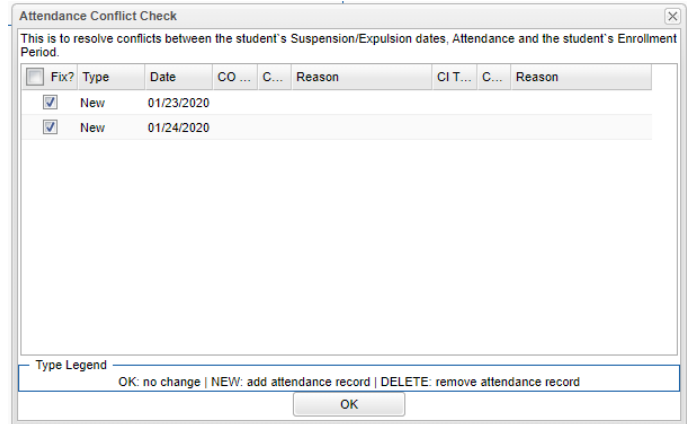 Attendance Conflict Check
This is to resolve conflicts between the student`s Suspension/Expulsion dates, Attendance and the student`s Enrollment
Period.
Fix? Type Date CO ... C... Reason CI T... C... Reason
New 01/23/2020
New 01/24/2020
Type Legend
OK: no change | NEW: add attendance record | DELETE: remove attendance record
OK